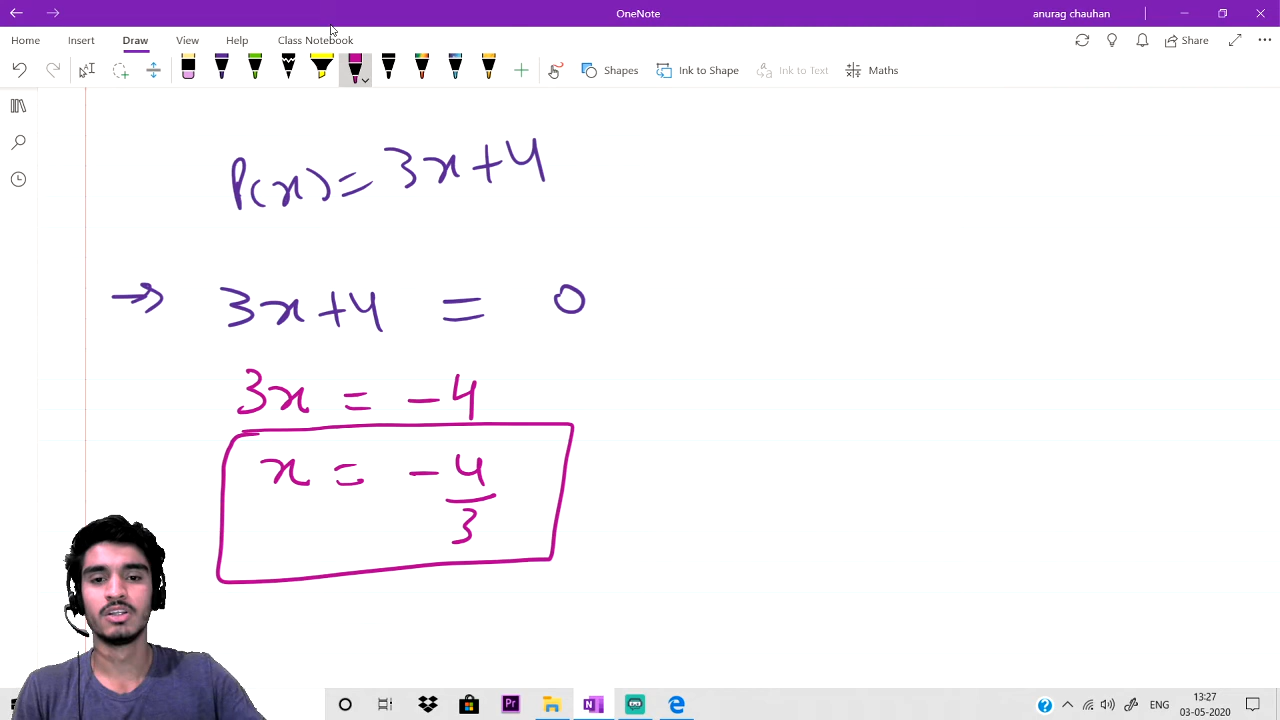 OneNote
anurag chauhan
Home Insert Draw View Help Class Notebook
Share
Shapes Ink to Shape Ink to Text Maths
P(x) = 3x+4
⇒ 3x+4 = 0
3x = -4
x = -4/3
Pr
N
ENG
13:27
03-05-2020